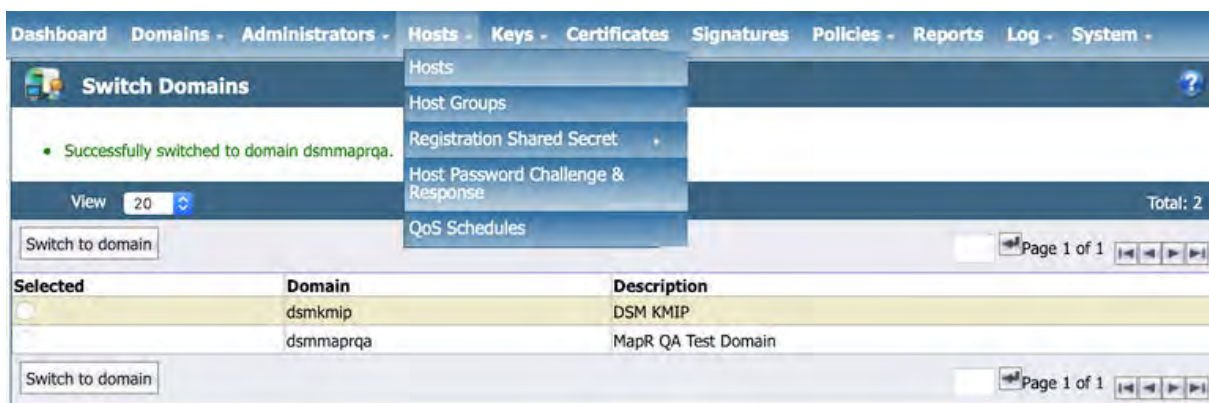 Dashboard Domains Administrators Hosts Keys Certificates Signatures Policies Reports Log System
Switch Domains
?
Hosts
Host Groups
Registration Shared Secret
Host Password Challenge &
Response
QoS Schedules
• Successfully switched to domain dsmmaprqa.
View 20 Total: 2
Switch to domain Page 1 of 1
Selected Domain Description
dsmkmip DSM KMIP
dsmmaprqa MapR QA Test Domain
Switch to domain Page 1 of 1